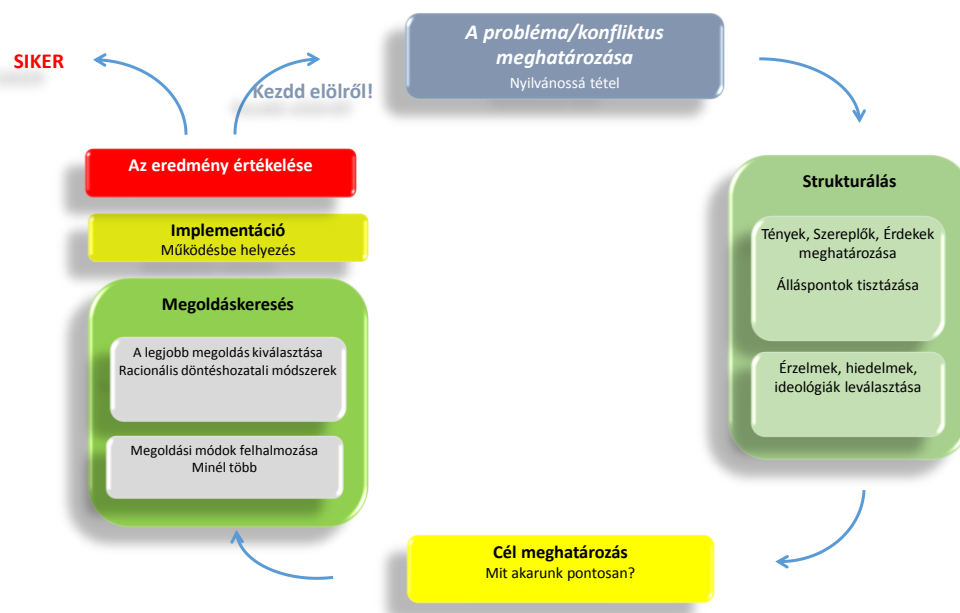 A probléma/konfliktus
meghatározása
Nyilvánossá tétel
SIKER
Kezdd elölről!
Az eredmény értékelése
Implementáció
Működésbe helyezés
Megoldáskeresés
A legjobb megoldás kiválasztása
Racionális döntéshozatali módszerek
Megoldási módok felhalmozása
Minél több
Strukturálás
Tények, Szereplők, Érdekek
meghatározása
Álláspontok tisztázása
Érzelmek, hiedelmek,
ideológiák leválasztása
Cél meghatározás
Mit akarunk pontosan?